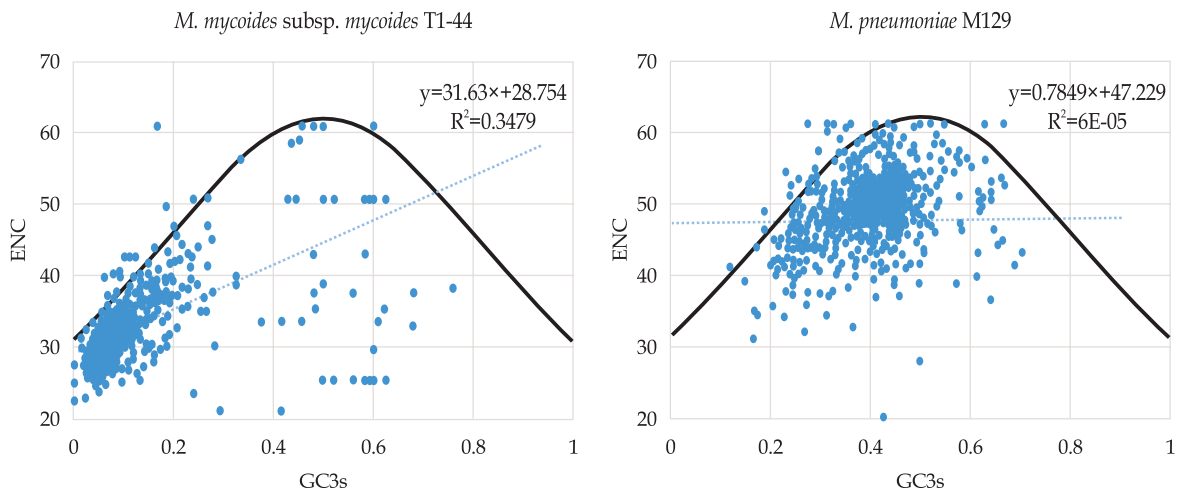 M. mycoides subsp. mycoides T1-44
70
60
50
40
30
20
ENC
y=31.63×+28.754
R²=0.3479
0
0.2
0.4
0.6
0.8
1
GC3s
M. pneumoniae M129
70
60
50
40
30
20
ENC
y=0.7849×+47.229
R²=6E-05
0
0.2
0.4
0.6
0.8
1
GC3s